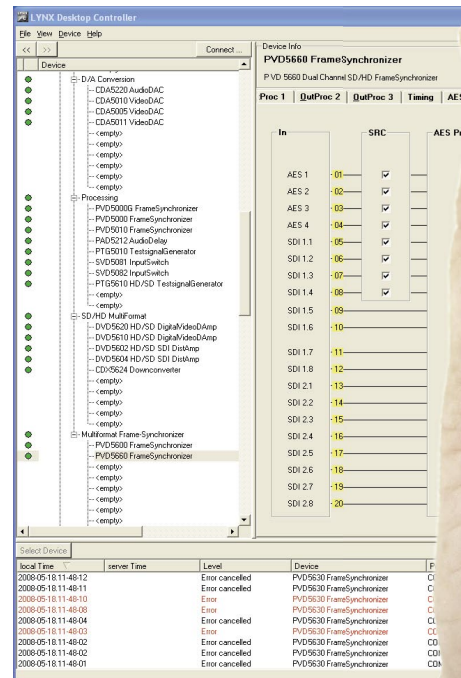 LYNX Desktop Controller
File View Device Help
<< >> Connect ...
Device
D/A Conversion
CDA5220 AudioDAC
CDA5010 VideoDAC
CDA5005 VideoDAC
CDA5011 VideoDAC
<empty>
<empty>
<empty>
<empty>
<empty>
Processing
PVD5000G FrameSynchronizer
PVD5000 FrameSynchronizer
PVD5010 FrameSynchronizer
PAD5212 AudioDelay
PTG5010 TestsignalGenerator
SVD5081 InputSwitch
SVD5082 InputSwitch
PTG5610 HD/SD TestsignalGenerator
<empty>
<empty>
SD/HD MultiFormat
DVD5620 HD/SD DigitalVideoDAmp
DVD5610 HD/SD DigitalVideoDAmp
DVD5602 HD/SD SDI DistAmp
DVD5604 HD/SD SDI DistAmp
CDX5624 Downconverter
<empty>
<empty>
<empty>
<empty>
<empty>
Multiformat Frame-Synchronizer
PVD5600 FrameSynchronizer
PVD5660 FrameSynchronizer
<empty>
<empty>
<empty>
<empty>
<empty>
<empty>
Device Info
PVD5660 FrameSynchronizer
P VD 5660 Dual Channel SD/HD FrameSynchronizer
Proc 1 OutProc 2 OutProc 3 Timing AES
In SRC AES
AES 1 01
AES 2 02
AES 3 03
AES 4 04
SDI 1.1 05
SDI 1.2 06
SDI 1.3 07
SDI 1.4 08
SDI 1.5 09
SDI 1.6 10
SDI 1.7 11
SDI 1.8 12
SDI 2.1 13
SDI 2.2 14
SDI 2.3 15
SDI 2.4 16
SDI 2.5 17
SDI 2.6 18
SDI 2.7 19
SDI 2.8 20
Select Device
local Time server Time Level Device
2008-05-18.11-48-12 Error cancelled PVD5630 FrameSynchronizer
2008-05-18.11-48-11 Error cancelled PVD5630 FrameSynchronizer
2008-05-18.11-48-10 Error PVD5630 FrameSynchronizer
2008-05-18.11-48-08 Error PVD5630 FrameSynchronizer
2008-05-18.11-48-04 Error cancelled PVD5630 FrameSynchronizer
2008-05-18.11-48-03 Error PVD5630 FrameSynchronizer
2008-05-18.11-48-02 Error cancelled PVD5630 FrameSynchronizer
2008-05-18.11-48-02 Error cancelled PVD5630 FrameSynchronizer
2008-05-18.11-48-01 Error cancelled PVD5630 FrameSynchronizer